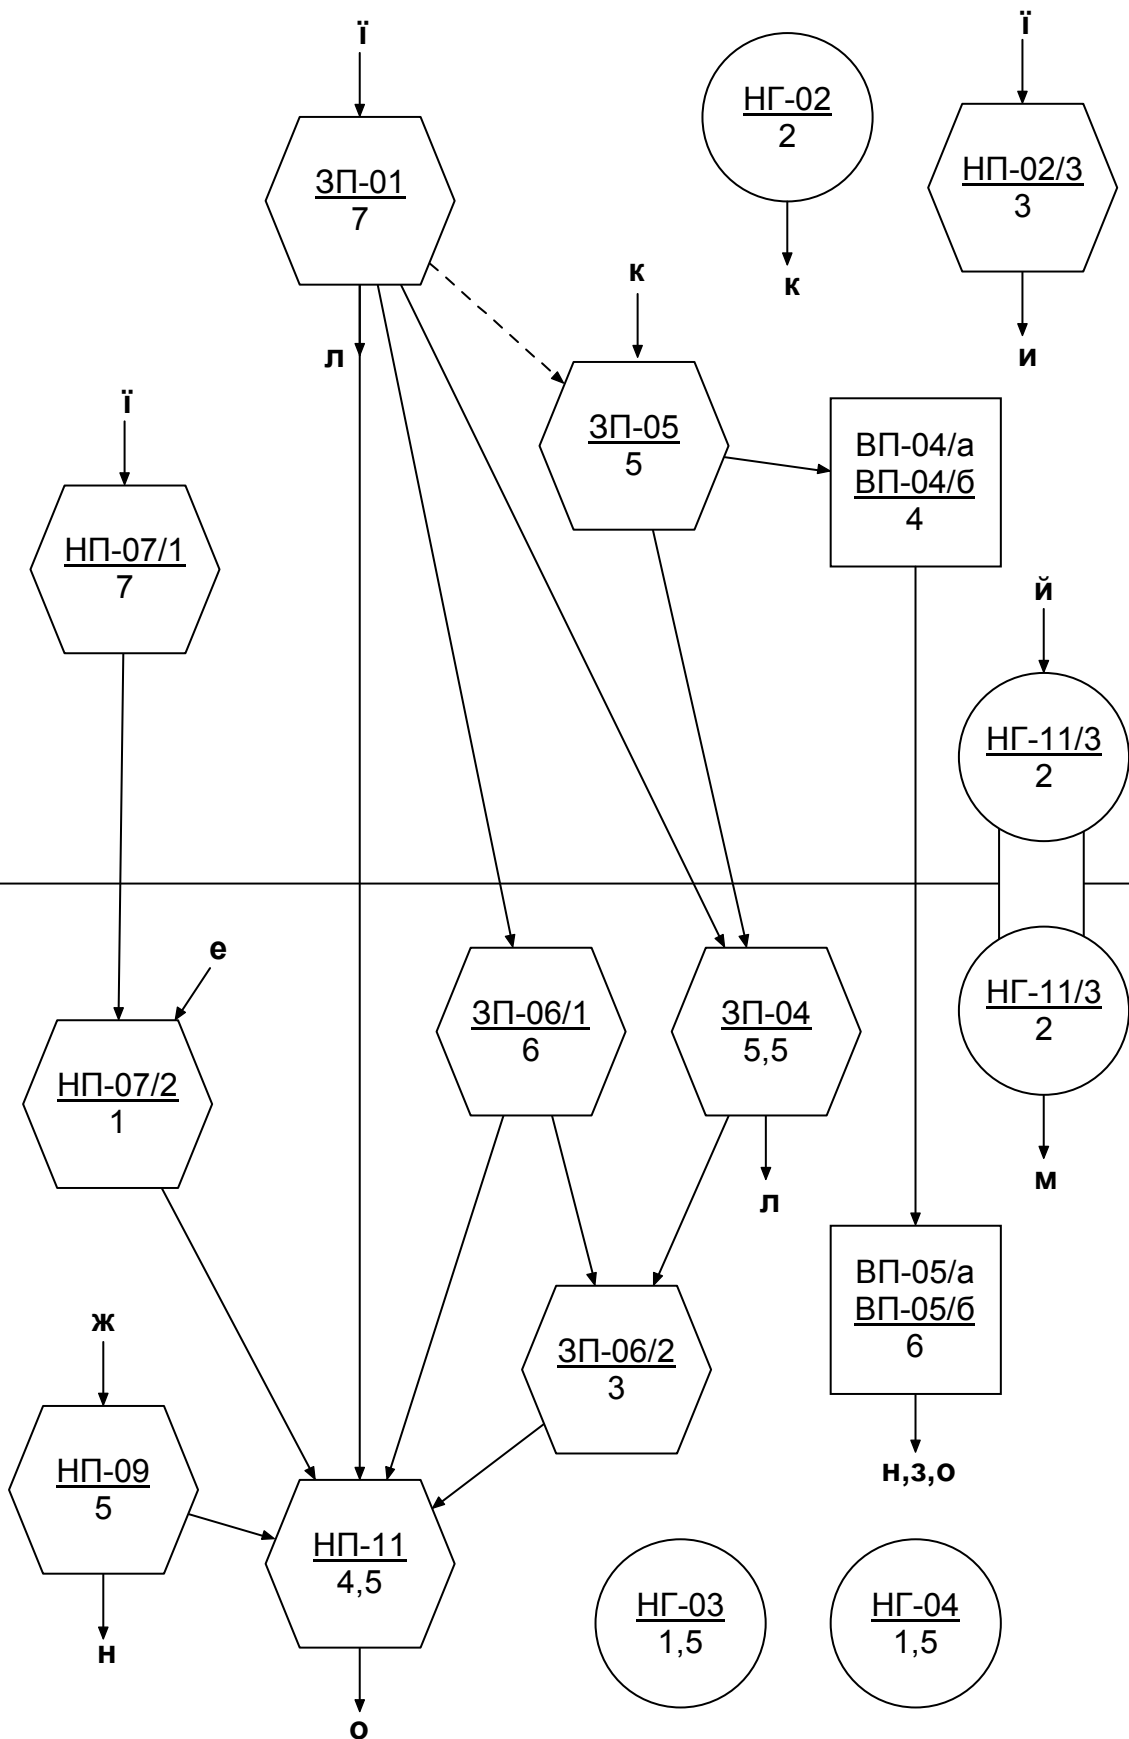 ї
НГ-02
2
к
ї
НП-02/3
3
и
ЗП-01
7
л
к
ЗП-05
5
ВП-04/а
ВП-04/б
4
ї
НП-07/1
7
й
НГ-11/3
2
е
НП-07/2
1
ЗП-06/1
6
ЗП-04
5,5
л
НГ-11/3
2
м
ж
НП-09
5
н
ЗП-06/2
3
ВП-05/а
ВП-05/б
6
н,з,о
НП-11
4,5
о
НГ-03
1,5
НГ-04
1,5